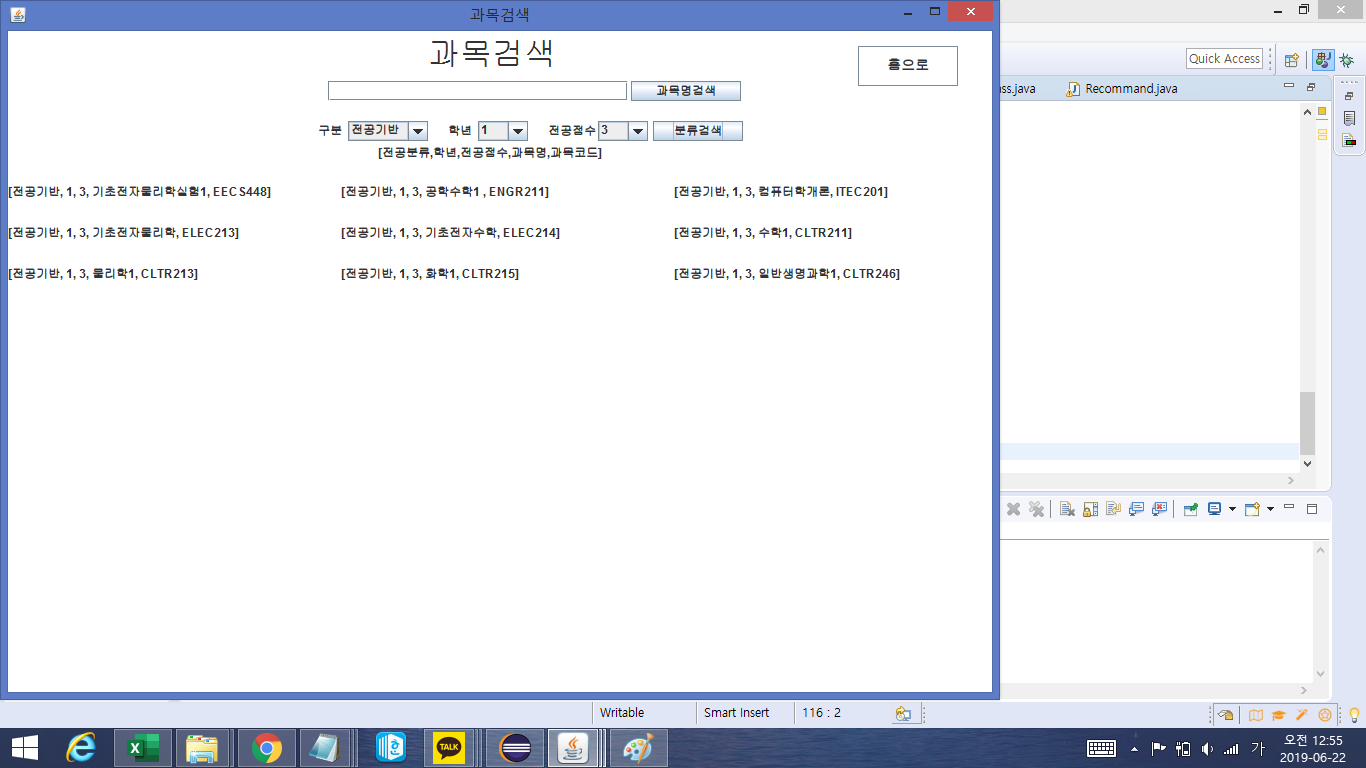 과목검색
과목검색
홈으로
과목명검색
구분 전공기반 학년 1 전공점수 3 분류검색
[전공분류,학년,전공점수,과목명,과목코드]
[전공기반, 1, 3, 기초전자물리학실험1, EECS448] [전공기반, 1, 3, 공학수학1 , ENGR211] [전공기반, 1, 3, 컴퓨터학개론, ITEC201]
[전공기반, 1, 3, 기초전자물리학, ELEC213] [전공기반, 1, 3, 기초전자수학, ELEC214] [전공기반, 1, 3, 수학1, CLTR211]
[전공기반, 1, 3, 물리학1, CLTR213] [전공기반, 1, 3, 화학1, CLTR215] [전공기반, 1, 3, 일반생명과학1, CLTR246]
Quick Access
ss.java Recommand.java
Writable Smart Insert 116 : 2
TALK
가
오전 12:55
2019-06-22